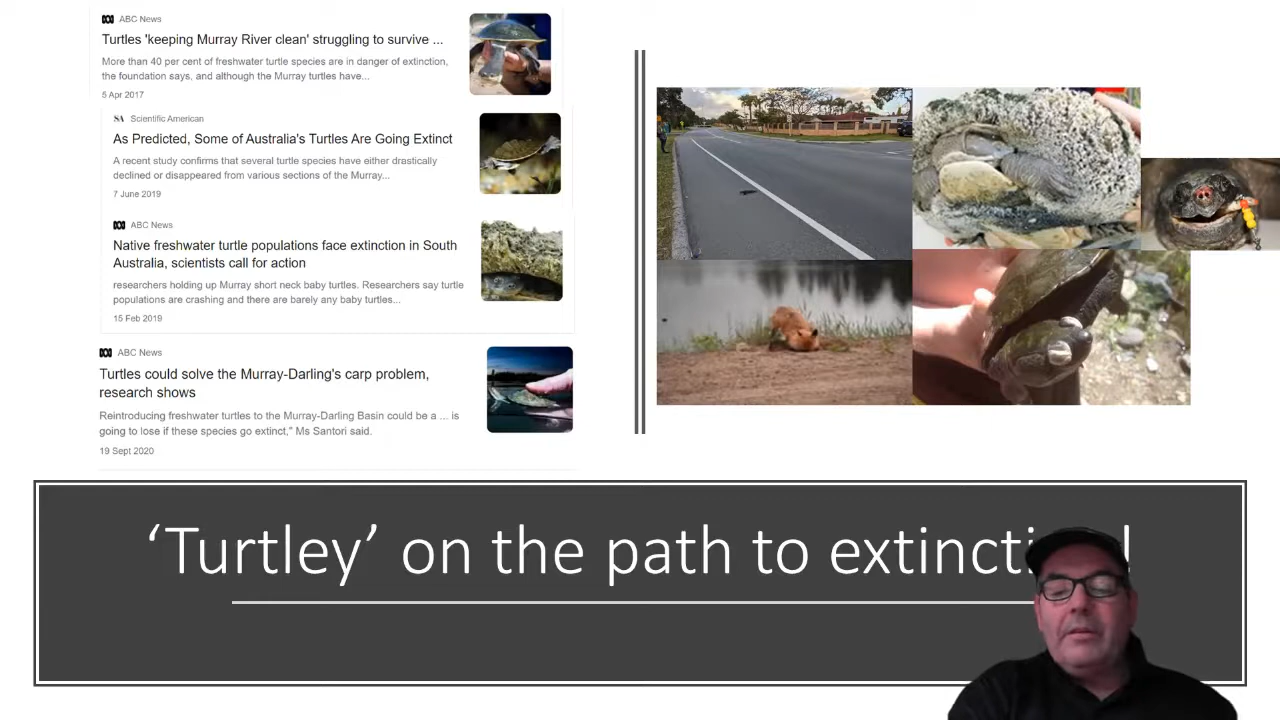 ABC News
Turtles 'keeping Murray River clean' struggling to survive ...
More than 40 per cent of freshwater turtle species are in danger of extinction,
the foundation says, and although the Murray turtles have...
5 Apr 2017
SA Scientific American
As Predicted, Some of Australia's Turtles Are Going Extinct
A recent study confirms that several turtle species have either drastically
declined or disappeared from various sections of the Murray...
7 June 2019
ABC News
Native freshwater turtle populations face extinction in South
Australia, scientists call for action
researchers holding up Murray short neck baby turtles. Researchers say turtle
populations are crashing and there are barely any baby turtles...
15 Feb 2019
ABC News
Turtles could solve the Murray-Darling's carp problem,
research shows
Reintroducing freshwater turtles to the Murray-Darling Basin could be a ... is
going to lose if these species go extinct," Ms Santori said.
19 Sept 2020
‘Turtley’ on the path to